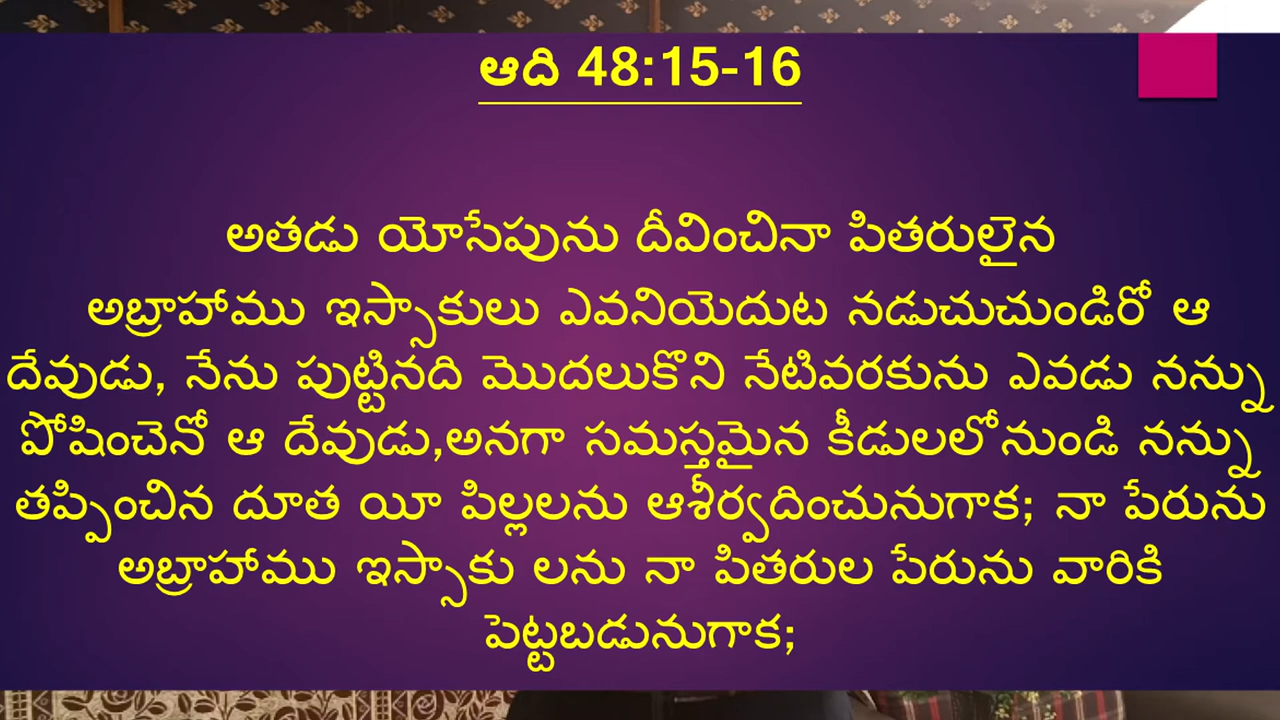 ఆది 48:15-16
అతడు యోసేపును దీవించినా పితరులైన
అబ్రాహాము ఇస్సాకులు ఎవనియెదుట నడుచుచుండిరో ఆ
దేవుడు, నేను పుట్టినది మొదలుకొని నేటివరకును ఎవడు నన్ను
పోషించెనో ఆ దేవుడు,అనగా సమస్తమైన కీడులలోనుండి నన్ను
తప్పించిన దూత యీ పిల్లలను ఆశీర్వదించునుగాక; నా పేరును
అబ్రాహాము ఇస్సాకు లను నా పితరుల పేరును వారికి
పెట్టబడునుగాక;